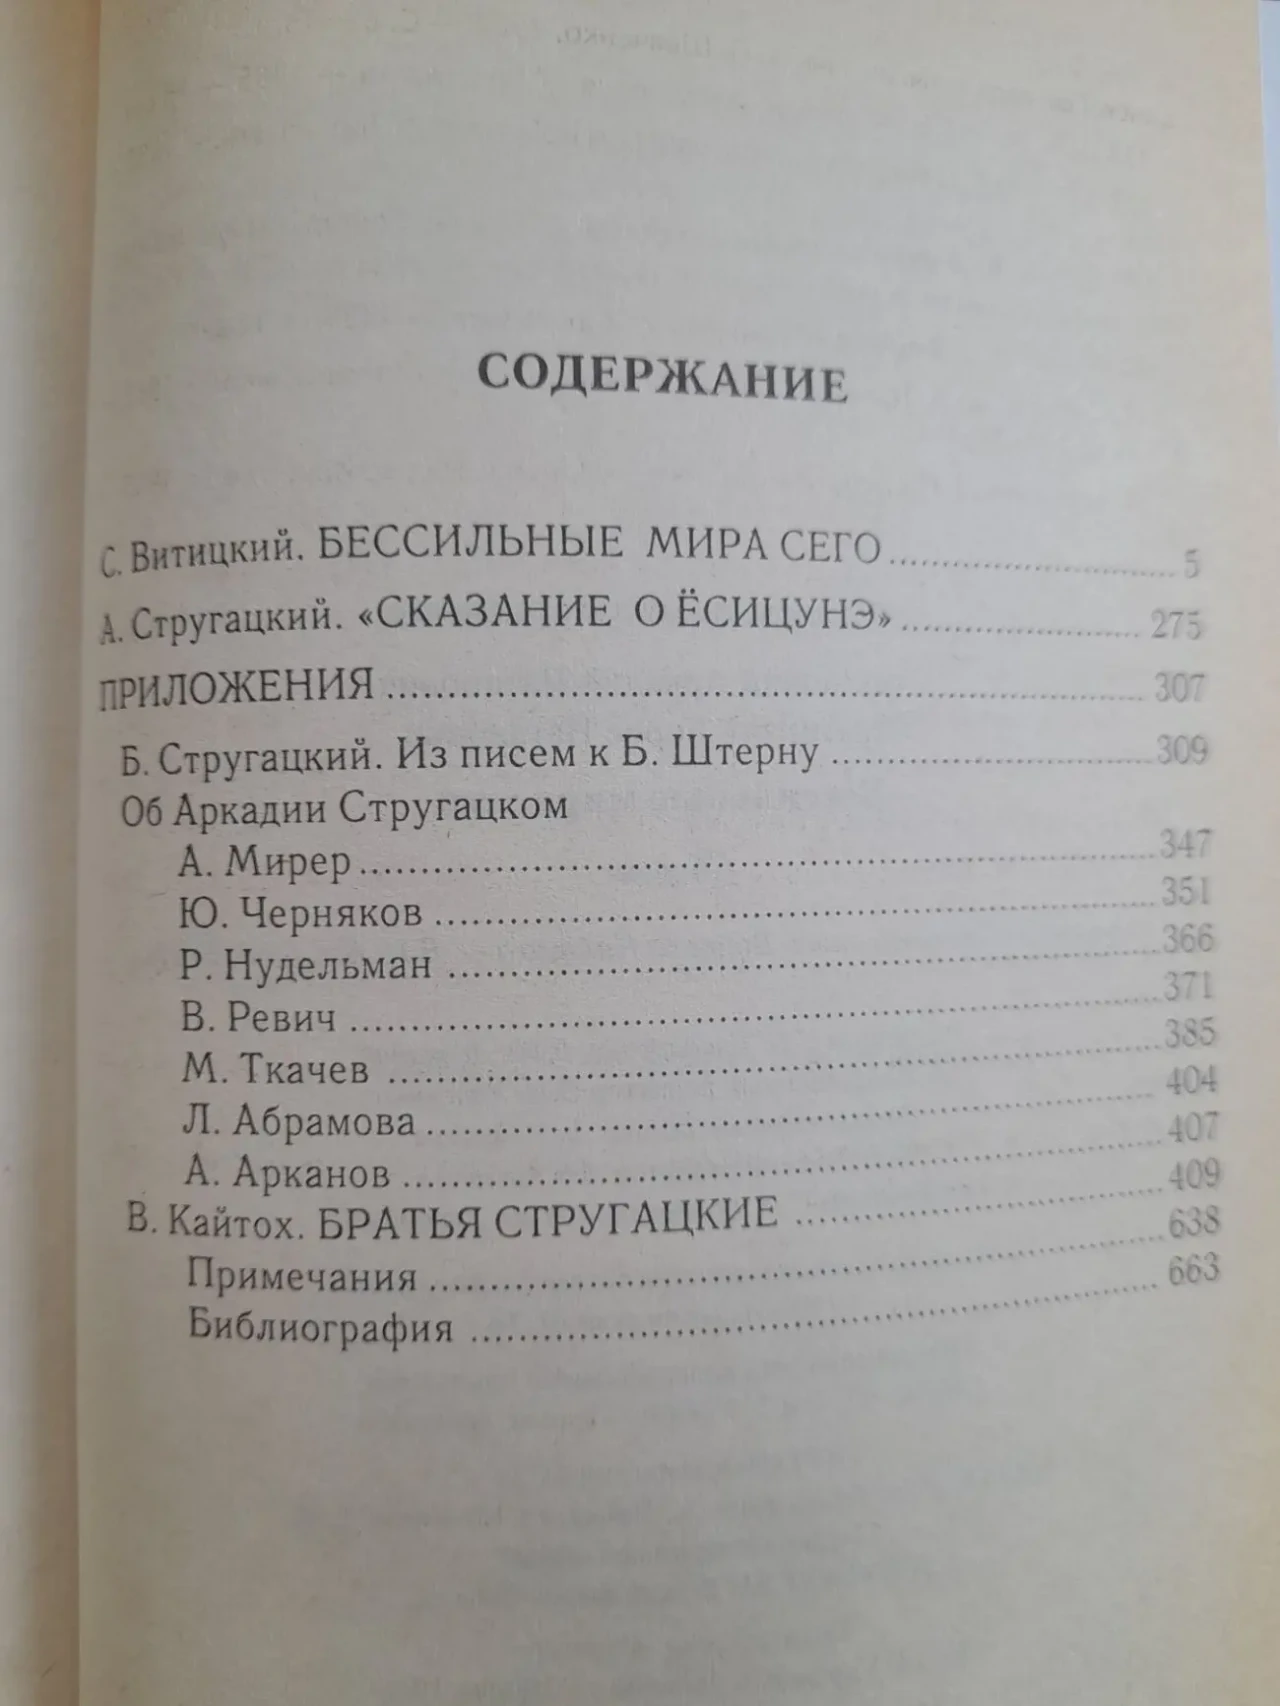 СОДЕРЖАНИЕ
С. Витицкий. БЕССИЛЬНЫЕ МИРА СЕГО 5
А. Стругацкий. «СКАЗАНИЕ О ЁСИЦУНЭ» 275
ПРИЛОЖЕНИЯ 307
Б. Стругацкий. Из писем к Б. Штерну 309
Об Аркадии Стругацком
А. Мирер 347
Ю. Черняков 351
Р. Нудельман 366
В. Ревич 371
М. Ткачев 385
Л. Абрамова 404
А. Арканов 407
В. Кайтох. БРАТЬЯ СТРУГАЦКИЕ 409
Примечания 638
Библиография 663